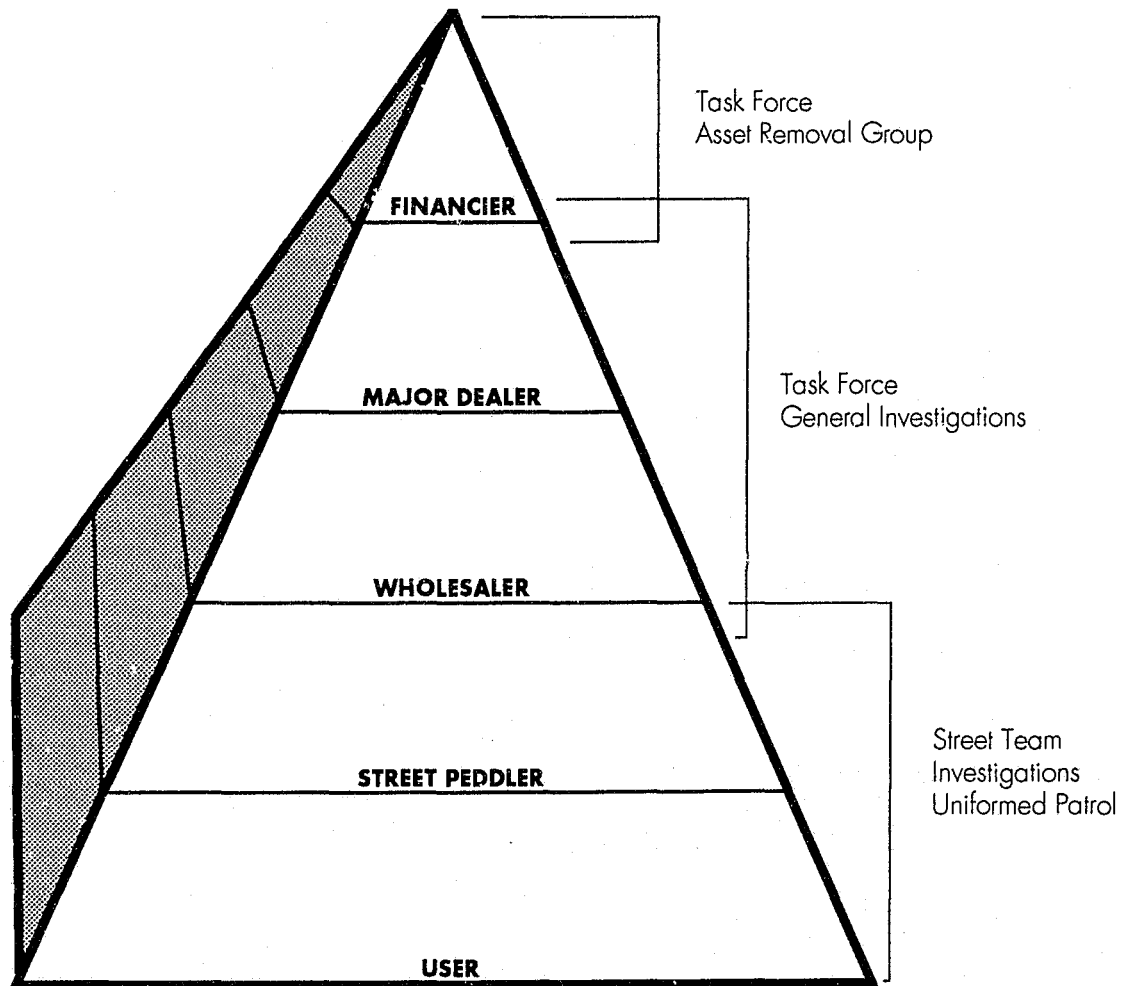 Task Force
Asset Removal Group
FINANCIER
MAJOR DEALER
Task Force
General Investigations
WHOLESALER
STREET PEDDLER
Street Team
Investigations
Uniformed Patrol
USER